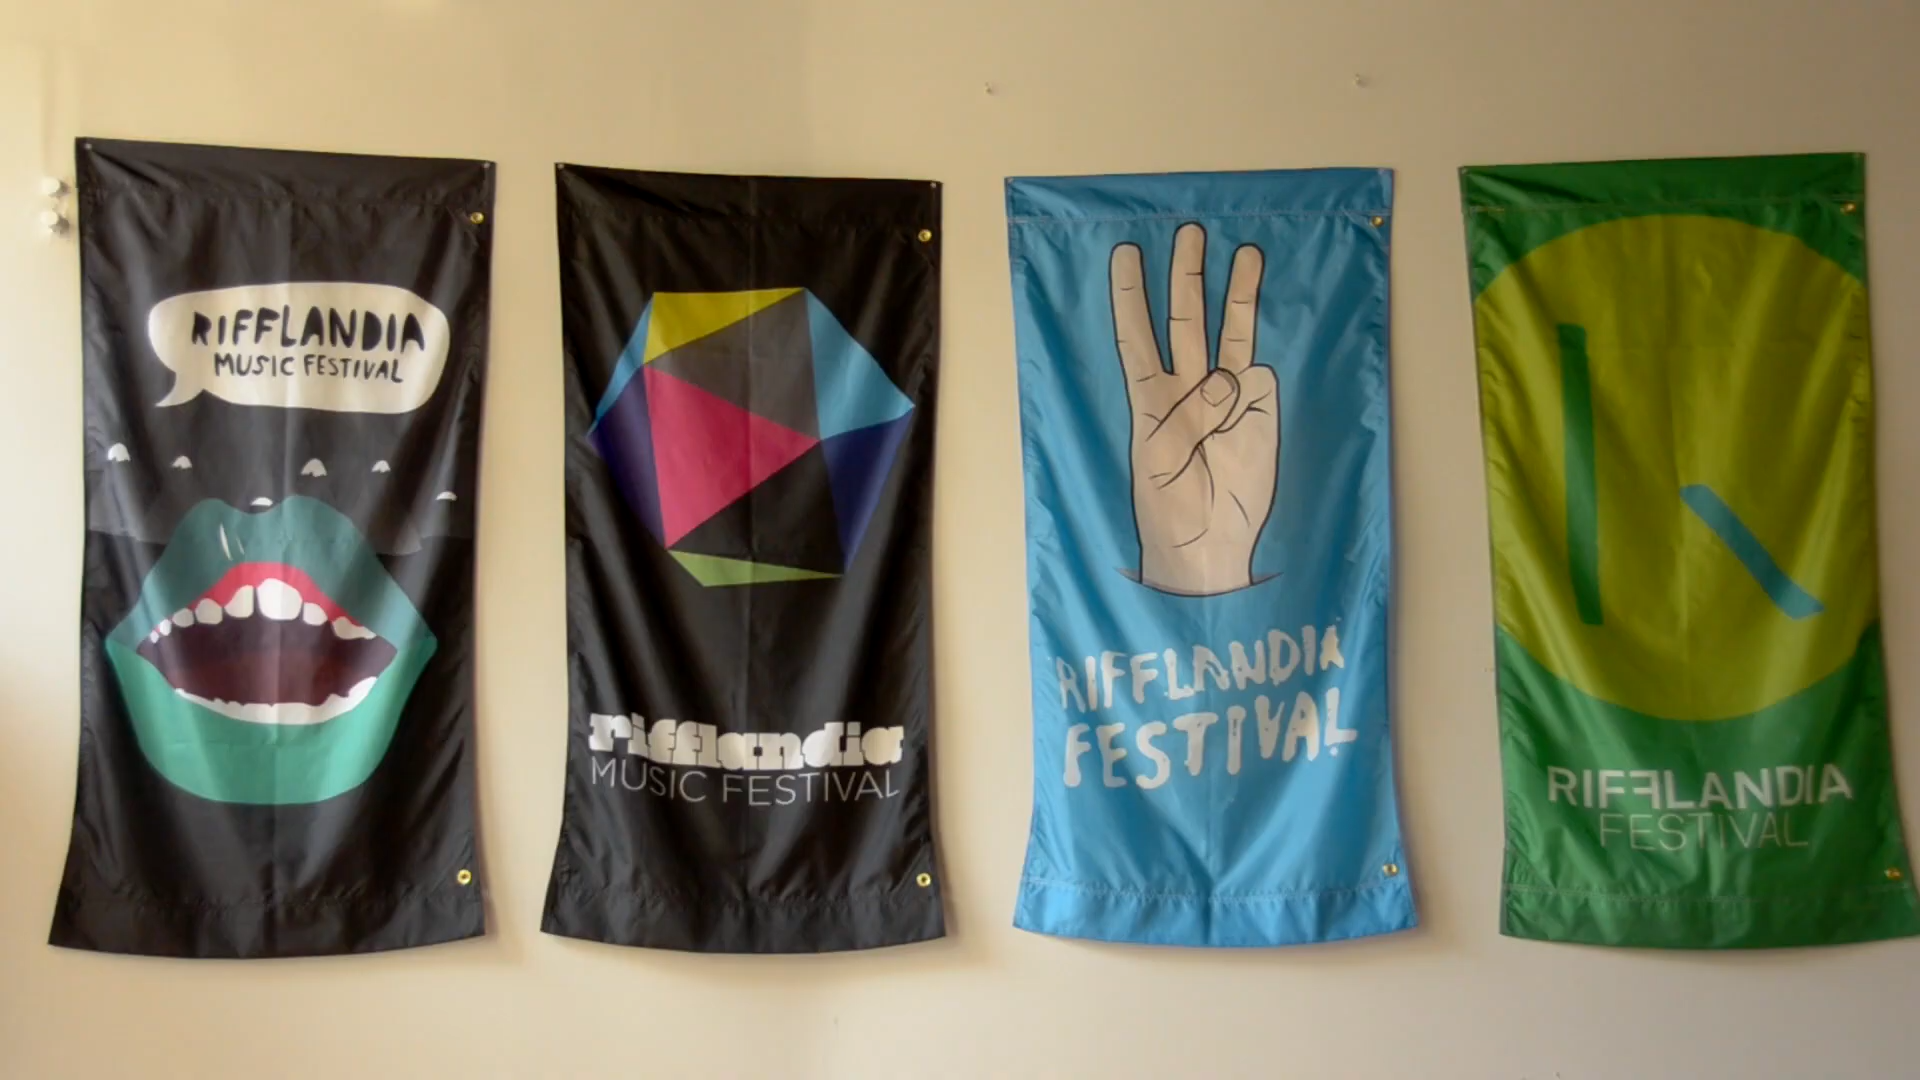 RIFFLANDIA
MUSIC FESTIVAL
rifflandia
MUSIC FESTIVAL
RIFFLANDIA
FESTIVAL
RIFFLANDIA
FESTIVAL